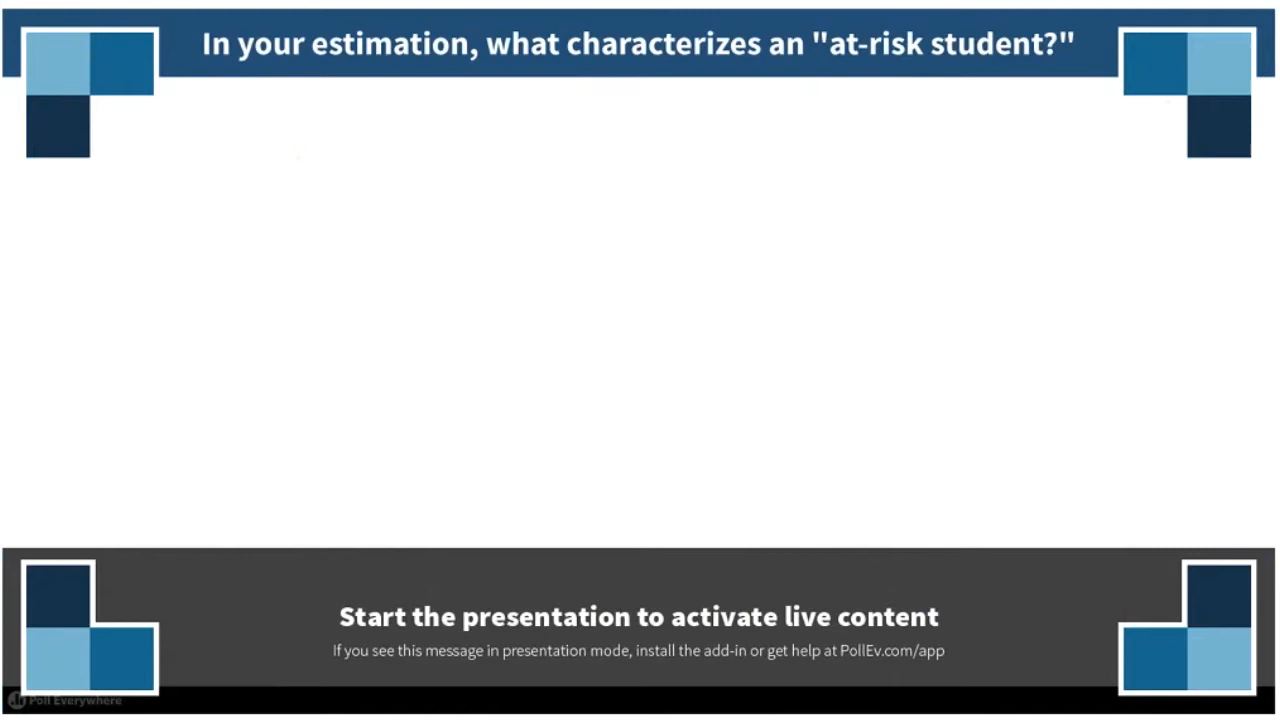 In your estimation, what characterizes an "at-risk student?"
Start the presentation to activate live content
If you see this message in presentation mode, install the add-in or get help at PollEv.com/app
Poll Everywhere